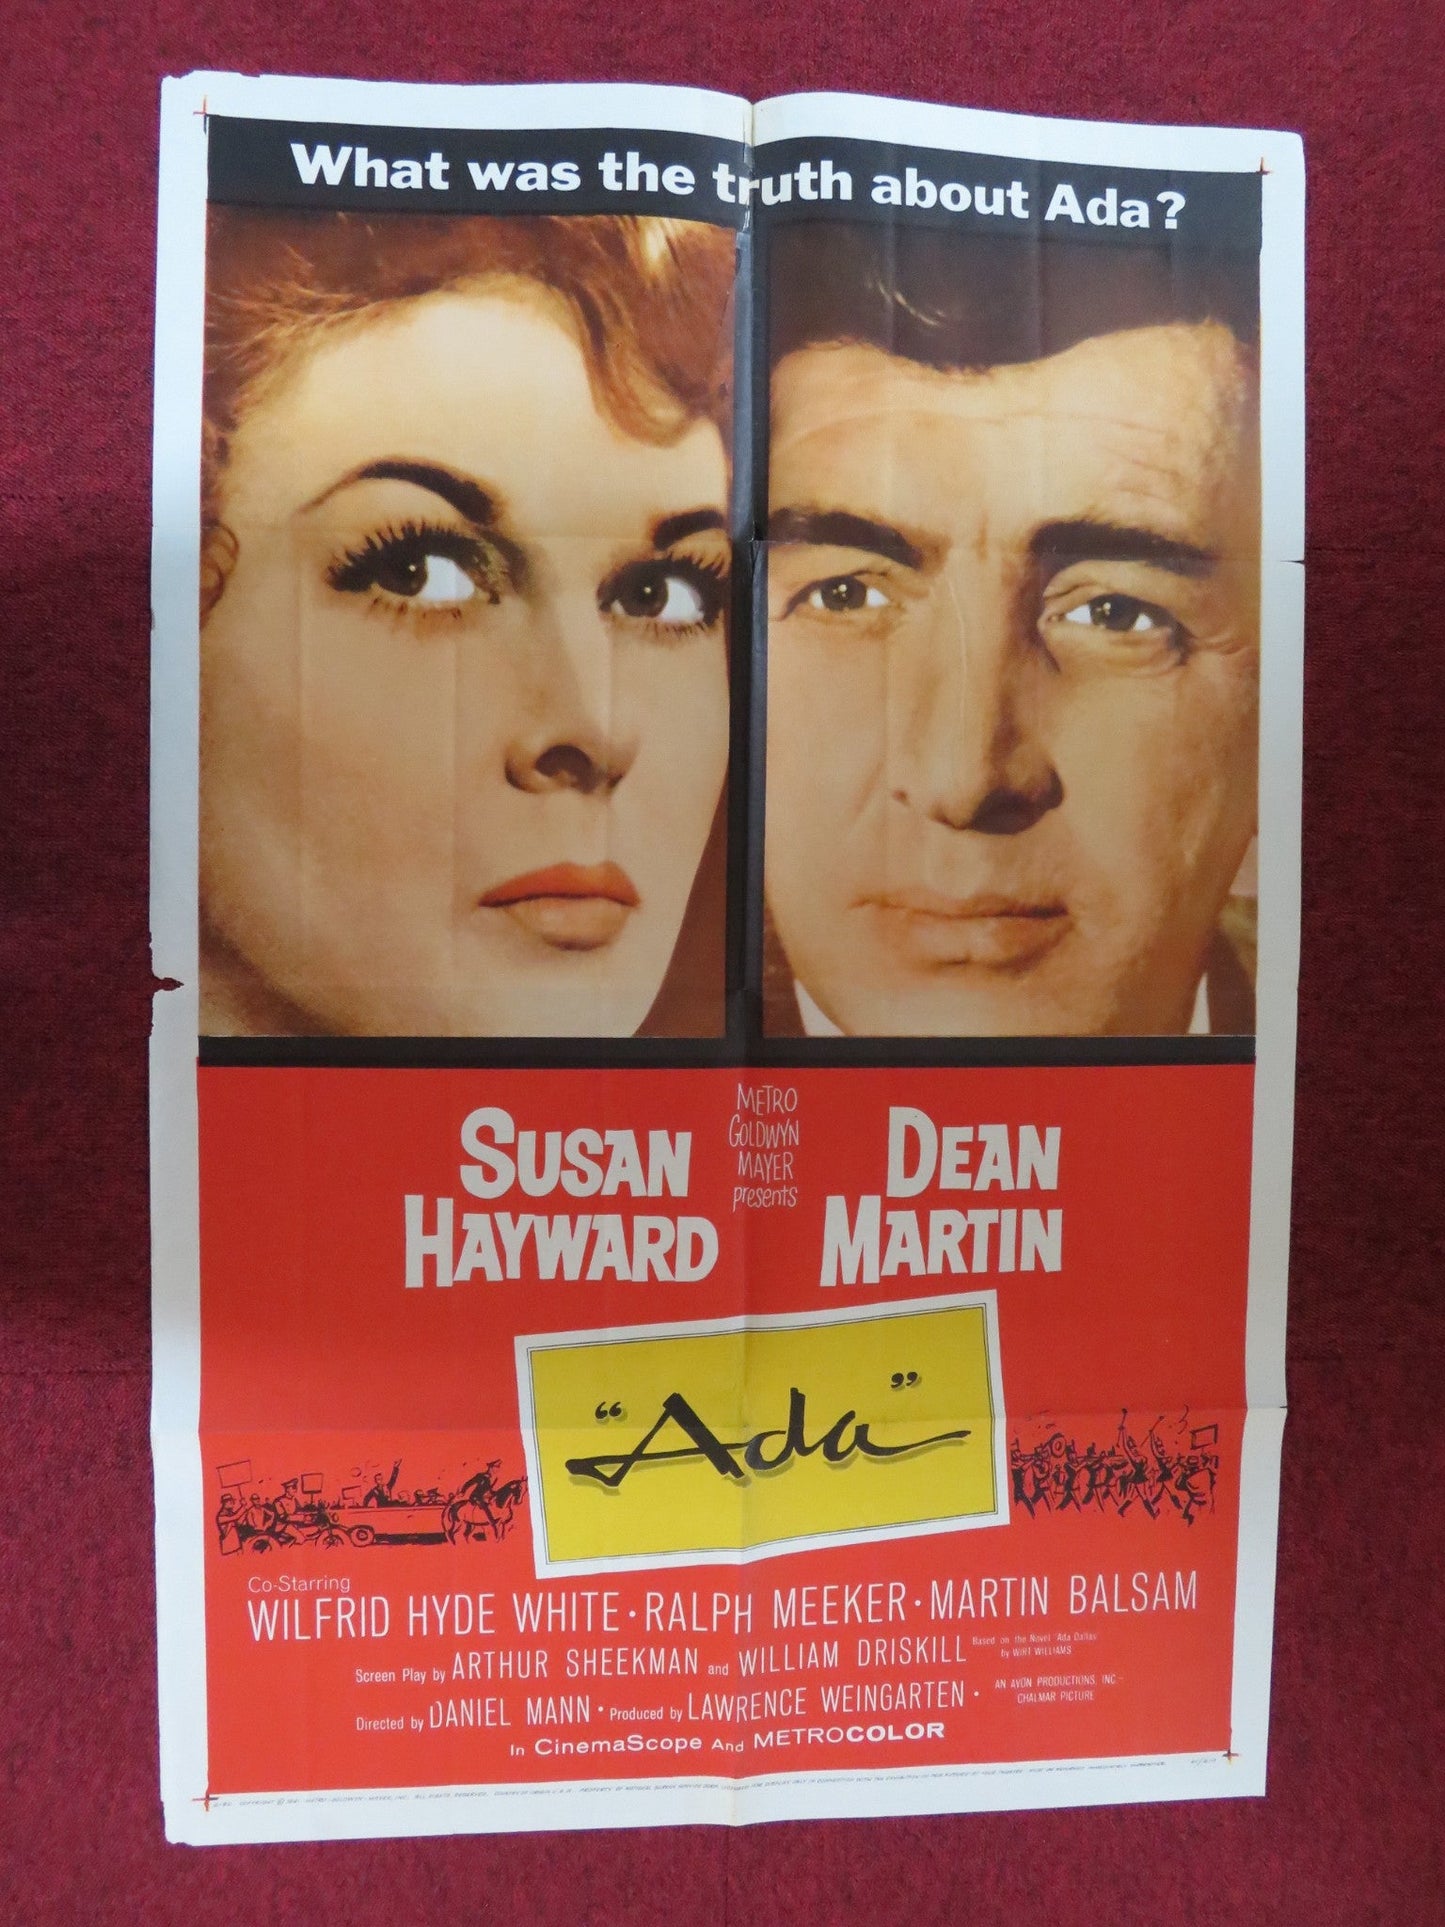 What was the truth about Ada?
SUSAN
HAYWARD
METRO
GOLDWYN
MAYER
presents
DEAN
MARTIN
“Ada”
Co-Starring
WILFRID HYDE WHITE • RALPH MEEKER • MARTIN BALSAM
Screen Play by ARTHUR SHEEKMAN and WILLIAM DRISKILL
Based on the Novel "Ada Dallas"
by WIRT WILLIAMS
Directed by DANIEL MANN • Produced by LAWRENCE WEINGARTEN •
AN AVON PRODUCTIONS, INC.–
CHALMAR PICTURE
In CinemaScope And METROCOLOR